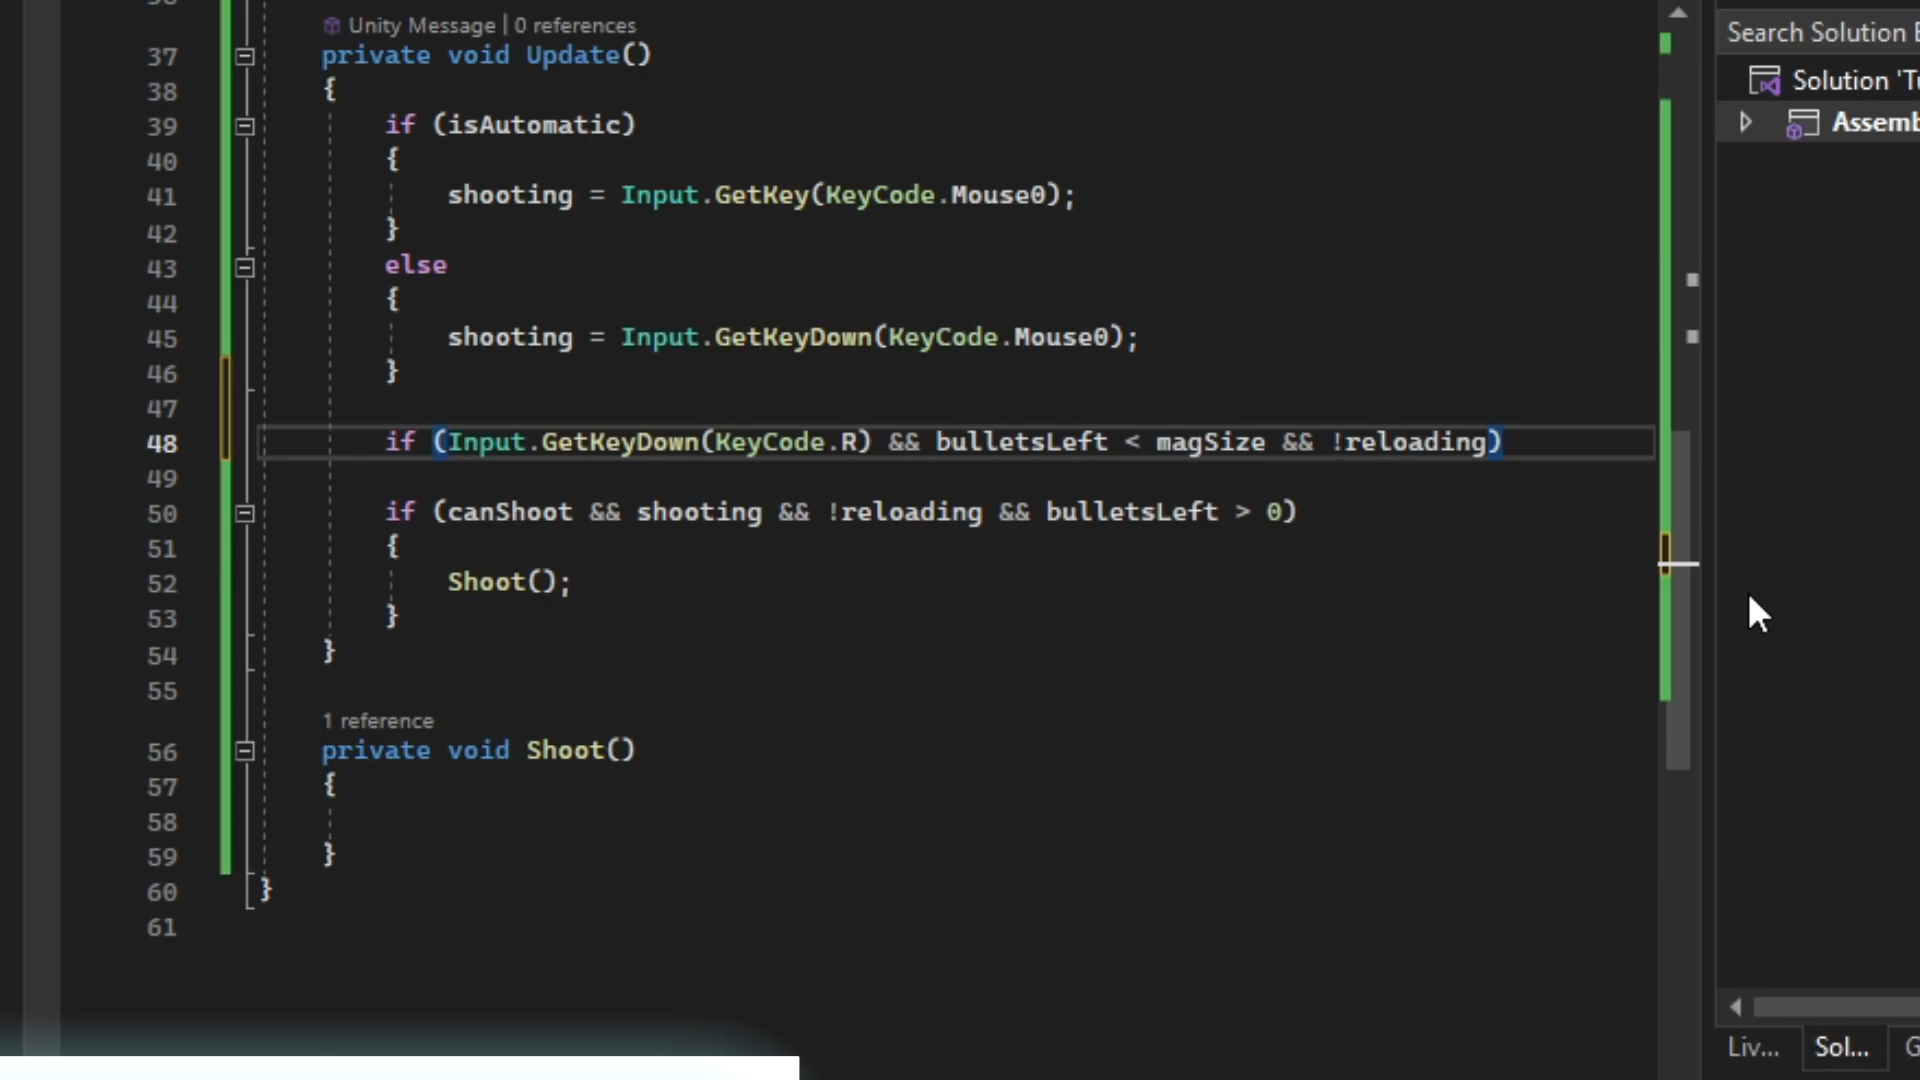 Unity Message | 0 references
37 private void Update()
38 {
39 if (isAutomatic)
40 {
41 shooting = Input.GetKey(KeyCode.Mouse0);
42 }
43 else
44 {
45 shooting = Input.GetKeyDown(KeyCode.Mouse0);
46 }
47
48 if (Input.GetKeyDown(KeyCode.R) && bulletsLeft < magSize && !reloading)
49
50 if (canShoot && shooting && !reloading && bulletsLeft > 0)
51 {
52 Shoot();
53 }
54 }
55
1 reference
56 private void Shoot()
57 {
58
59 }
60 }
61
Search Solution E
Solution 'Tu
Assemb
Liv... Sol... G